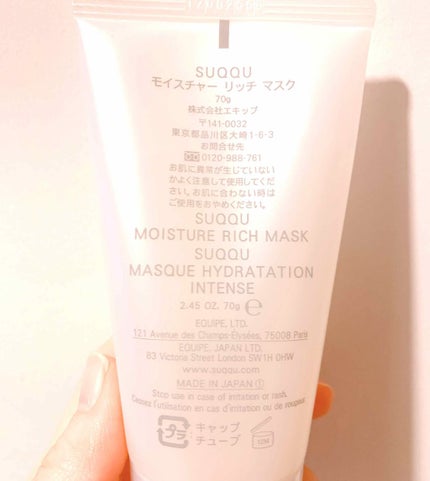 SUQQU
モイスチャー リッチ マスク
70g
株式会社エキップ
〒141-0032
東京都品川区大崎1-6-3
お問合せ先
0120-988-761
お肌に異常が生じていない
かよく注意して使用してくだ
さい。お肌に合わない時は
ご使用をおやめください。
SUQQU
MOISTURE RICH MASK
SUQQU
MASQUE HYDRATATION
INTENSE
2.45 OZ. 70g ℮
EQUIPE, LTD.
121 Avenue des Champs-Élysées, 75008 Paris
EQUIPE, JAPAN LTD.
83 Victoria Street London SW1H 0HW
www.suqqu.com
MADE IN JAPAN ①
Stop use in case of irritation or rash.
Cessez l'utilisation en cas d'irritation ou de rougeur.
プラ キャップ
チューブ
12M